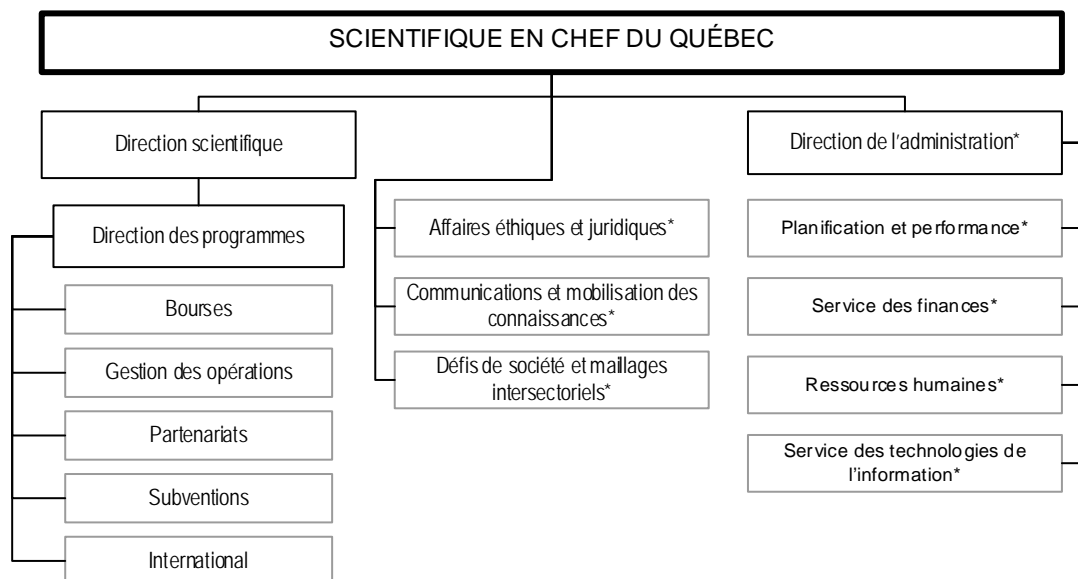 SCIENTIFIQUE EN CHEF DU QUÉBEC
Direction scientifique
Direction des programmes
Bourses
Gestion des opérations
Partenariats
Subventions
International
Affaires éthiques et juridiques*
Communications et mobilisation des
connaissances*
Défis de société et maillages
intersectoriels*
Direction de l'administration*
Planification et performance*
Service des finances*
Ressources humaines*
Service des technologies de
l'information*